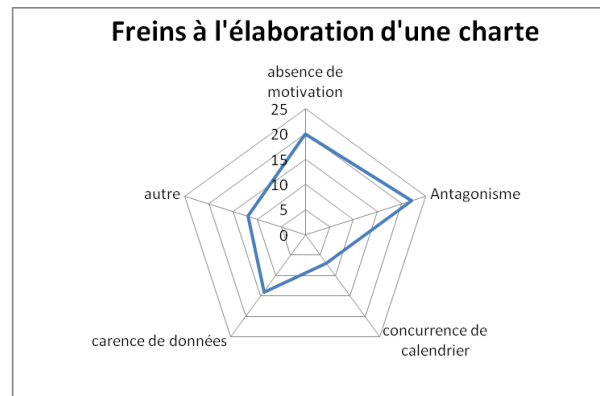 Freins à l'élaboration d'une charte
absence de
motivation
25
20
15
10
5
0
autre
Antagonisme
carence de données
concurrence de
calendrier